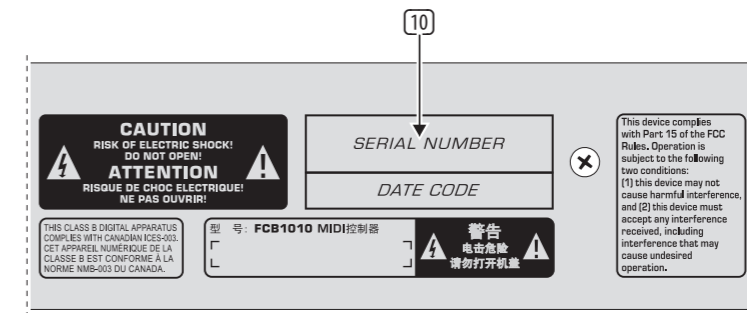 10
CAUTION
RISK OF ELECTRIC SHOCK!
DO NOT OPEN!
ATTENTION
RISQUE DE CHOC ELECTRIQUE!
NE PAS OUVRIR!
SERIAL NUMBER
DATE CODE
This device complies
with Part 15 of the FCC
Rules. Operation is
subject to the following
two conditions:
(1) this device may not
cause harmful interference,
and (2) this device must
accept any interference
received, including
interference that may
cause undesired
operation.
THIS CLASS B DIGITAL APPARATUS
COMPLIES WITH CANADIAN ICES-003.
CET APPAREIL NUMÉRIQUE DE LA
CLASSE B EST CONFORME À LA
NORME NMB-003 DU CANADA.
型 号: FCB1010 MIDI控制器
警告
电击危险
请勿打开机盖